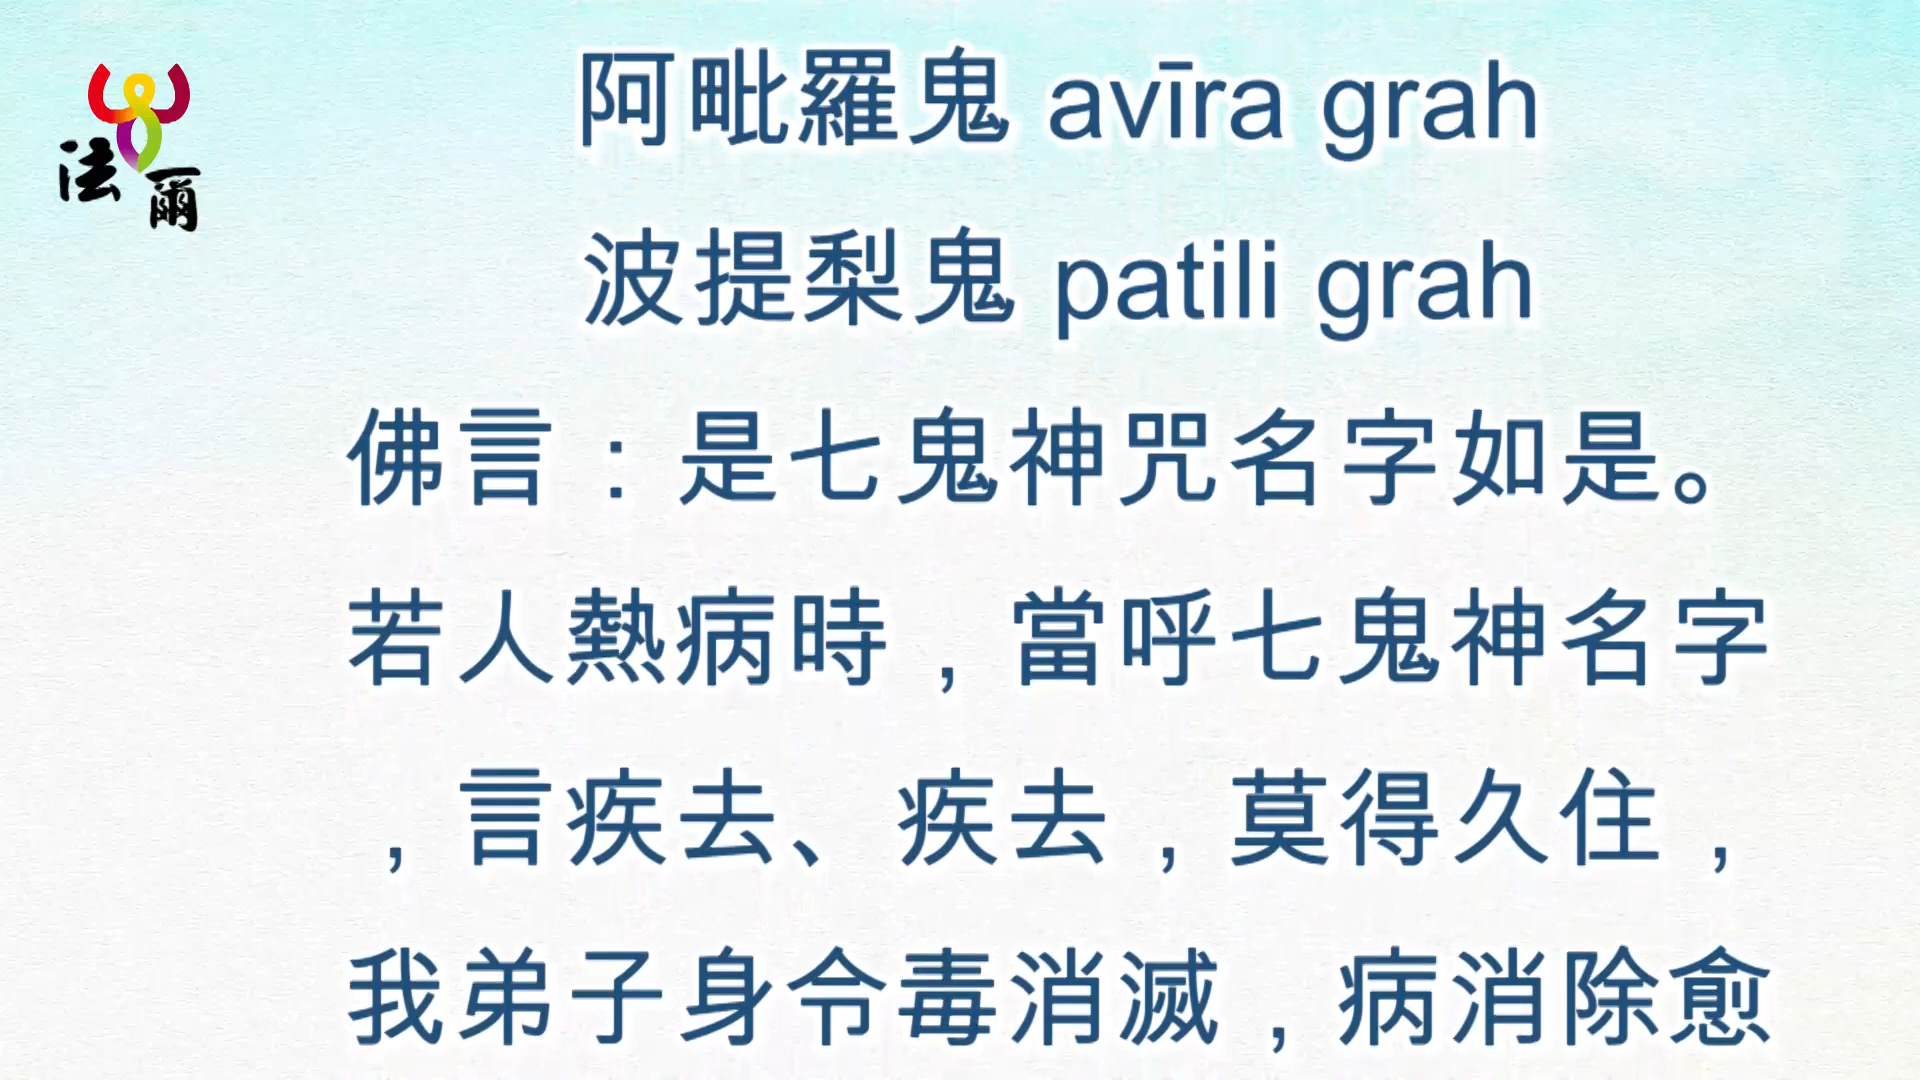 法爾
阿毗羅鬼 avīra grah
波提梨鬼 patili grah
佛言：是七鬼神咒名字如是。
若人熱病時，當呼七鬼神名字
，言疾去、疾去，莫得久住，
我弟子身令毒消滅，病消除愈